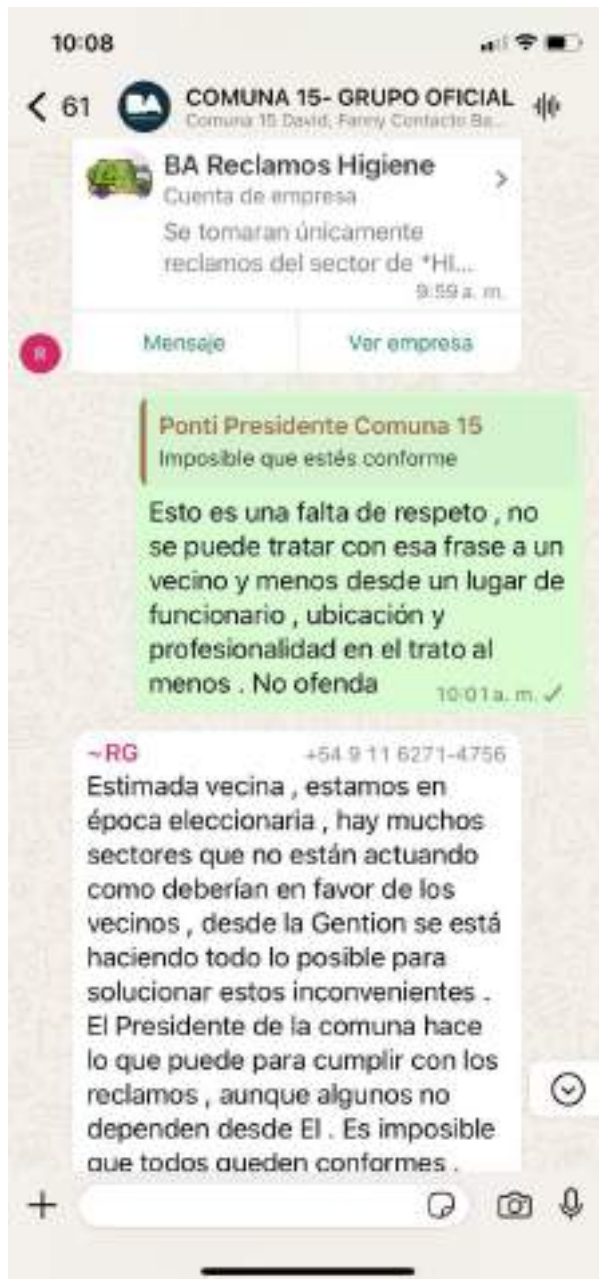 10:08
61
COMUNA 15- GRUPO OFICIAL
Comuna 15 David, Fanny Contacto Ba...
BA Reclamos Higiene
Cuenta de empresa
Se tomaran únicamente
reclamos del sector de *HI...
9:59 a. m.
R
Mensaje
Ver empresa
Ponti Presidente Comuna 15
Imposible que estés conforme
Esto es una falta de respeto , no
se puede tratar con esa frase a un
vecino y menos desde un lugar de
funcionario , ubicación y
profesionalidad en el trato al
menos . No ofenda
10:01 a. m.
~RG
+54 9 11 6271-4756
Estimada vecina , estamos en
época eleccionaria , hay muchos
sectores que no están actuando
como deberían en favor de los
vecinos , desde la Gention se está
haciendo todo lo posible para
solucionar estos inconvenientes .
El Presidente de la comuna hace
lo que puede para cumplir con los
reclamos , aunque algunos no
dependen desde El . Es imposible
que todos queden conformes .